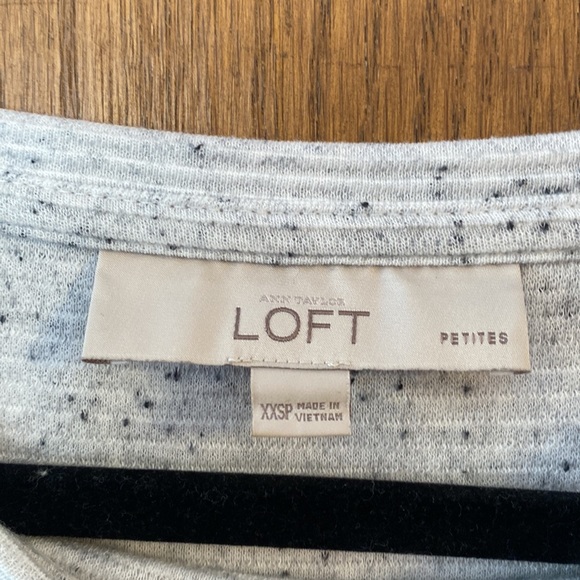 ANN TAYLOR
LOFT
PETITES
XXSP MADE IN
VIETNAM